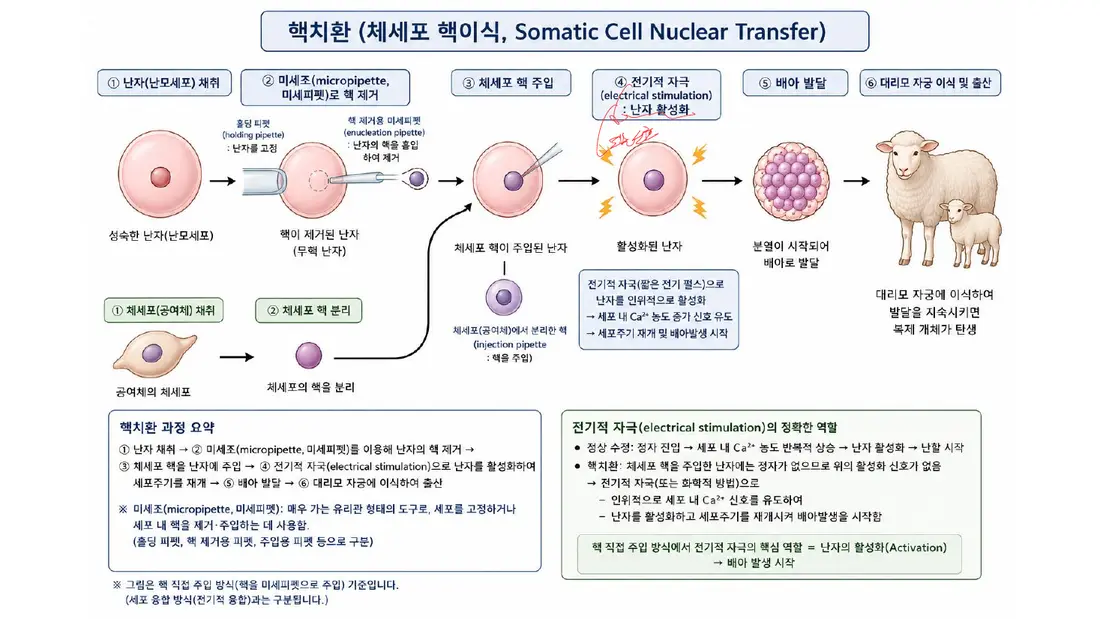 핵치환 (체세포 핵이식, Somatic Cell Nuclear Transfer)
① 난자(난모세포) 채취
② 미세조(micropipette,
미세피펫)로 핵 제거
③ 체세포 핵 주입
④ 전기적 자극
(electrical stimulation)
: 난자 활성화
⑤ 배아 발달
⑥ 대리모 자궁 이식 및 출산
홀딩 피펫
(holding pipette)
: 난자를 고정
핵 제거용 미세피펫
(enucleation pipette)
: 난자의 핵을 흡입
하여 제거
성숙한 난자(난모세포)
핵이 제거된 난자
(무핵 난자)
체세포 핵이 주입된 난자
활성화된 난자
분열이 시작되어
배아로 발달
대리모 자궁에 이식하여
발달을 지속시키면
복제 개체가 탄생
전기적 자극(짧은 전기 펄스)으로
난자를 인위적으로 활성화
→ 세포 내 Ca²⁺ 농도 증가 신호 유도
→ 세포주기 재개 및 배아발생 시작
① 체세포(공여체) 채취
② 체세포 핵 분리
공여체의 체세포
체세포의 핵을 분리
체세포(공여체)에서 분리한 핵
(injection pipette
: 핵을 주입)
핵치환 과정 요약
① 난자 채취 → ② 미세조(micropipette, 미세피펫)를 이용해 난자의 핵 제거 →
③ 체세포 핵을 난자에 주입 → ④ 전기적 자극(electrical stimulation)으로 난자를 활성화하여
세포주기를 재개 → ⑤ 배아 발달 → ⑥ 대리모 자궁에 이식하여 출산
※ 미세조(micropipette, 미세피펫): 매우 가는 유리관 형태의 도구로, 세포를 고정하거나
세포 내 핵을 제거·주입하는 데 사용함.
(홀딩 피펫, 핵 제거용 피펫, 주입용 피펫 등으로 구분)
※ 그림은 핵 직접 주입 방식(핵을 미세피펫으로 주입) 기준입니다.
(세포 융합 방식(전기적 융합)과는 구분됩니다.)
전기적 자극(electrical stimulation)의 정확한 역할
• 정상 수정: 정자 진입 → 세포 내 Ca²⁺ 농도 반복적 상승 → 난자 활성화 → 난할 시작
• 핵치환: 체세포 핵을 주입한 난자에는 정자가 없으므로 위의 활성화 신호가 없음
→ 전기적 자극(또는 화학적 방법)으로
– 인위적으로 세포 내 Ca²⁺ 신호를 유도하여
– 난자를 활성화하고 세포주기를 재개시켜 배아발생을 시작함
핵 직접 주입 방식에서 전기적 자극의 핵심 역할 = 난자의 활성화(Activation)
→ 배아 발생 시작